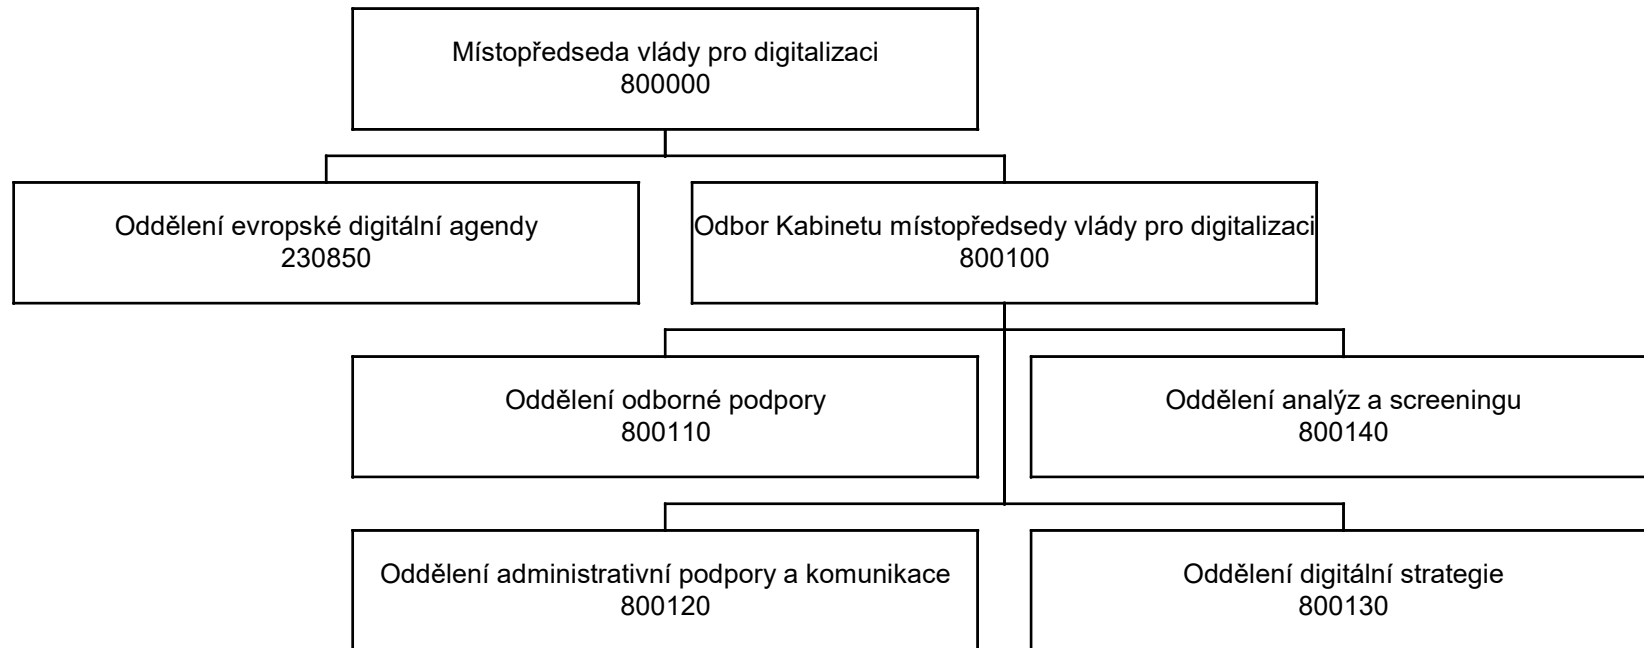 Místopředseda vlády pro digitalizaci
800000
Oddělení evropské digitální agendy
230850
Odbor Kabinetu místopředsedy vlády pro digitalizaci
800100
Oddělení odborné podpory
800110
Oddělení analýz a screeningu
800140
Oddělení administrativní podpory a komunikace
800120
Oddělení digitální strategie
800130